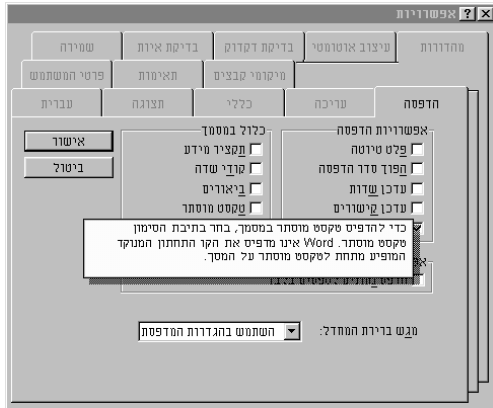 אפשרויות
מהדורות
עיצוב אוטומטי
בדיקת דקדוק
בדיקת איות
שמירה
מיקומי קבצים
תאימות
פרטי המשתמש
הדפסה
עריכה
כללי
תצוגה
עברית
אפשרויות הדפסה
פלט טיוטה
הפוך סדר הדפסה
עדכן שדות
עדכן קישורים
כלול במסמך
תקציר מידע
קודי שדה
ביאורים
טקסט מוסתר
אישור
ביטול
כדי להדפיס טקסט מוסתר במסמך, בחר בתיבת הסימון
טקסט מוסתר. Word אינו מדפיס את הקו התחתון המנוקד
המופיע מתחת לטקסט מוסתר על המסך.
מגש ברירת המחדל:
השתמש בהגדרות המדפסת